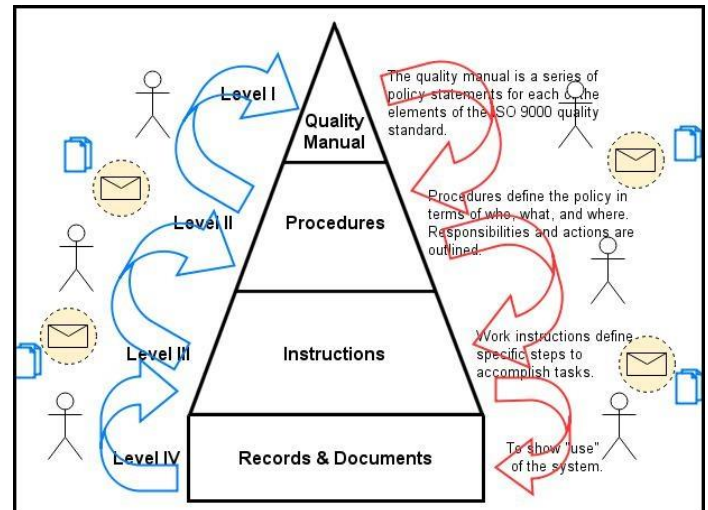 Level I
Quality
Manual
The quality manual is a series of
policy statements for each of the
elements of the ISO 9000 quality
standard.
Level II
Procedures
Procedures define the policy in
terms of who, what, and where.
Responsibilities and actions are
outlined.
Level III
Instructions
Work instructions define
specific steps to
accomplish tasks.
Level IV
Records & Documents
To show "use"
of the system.